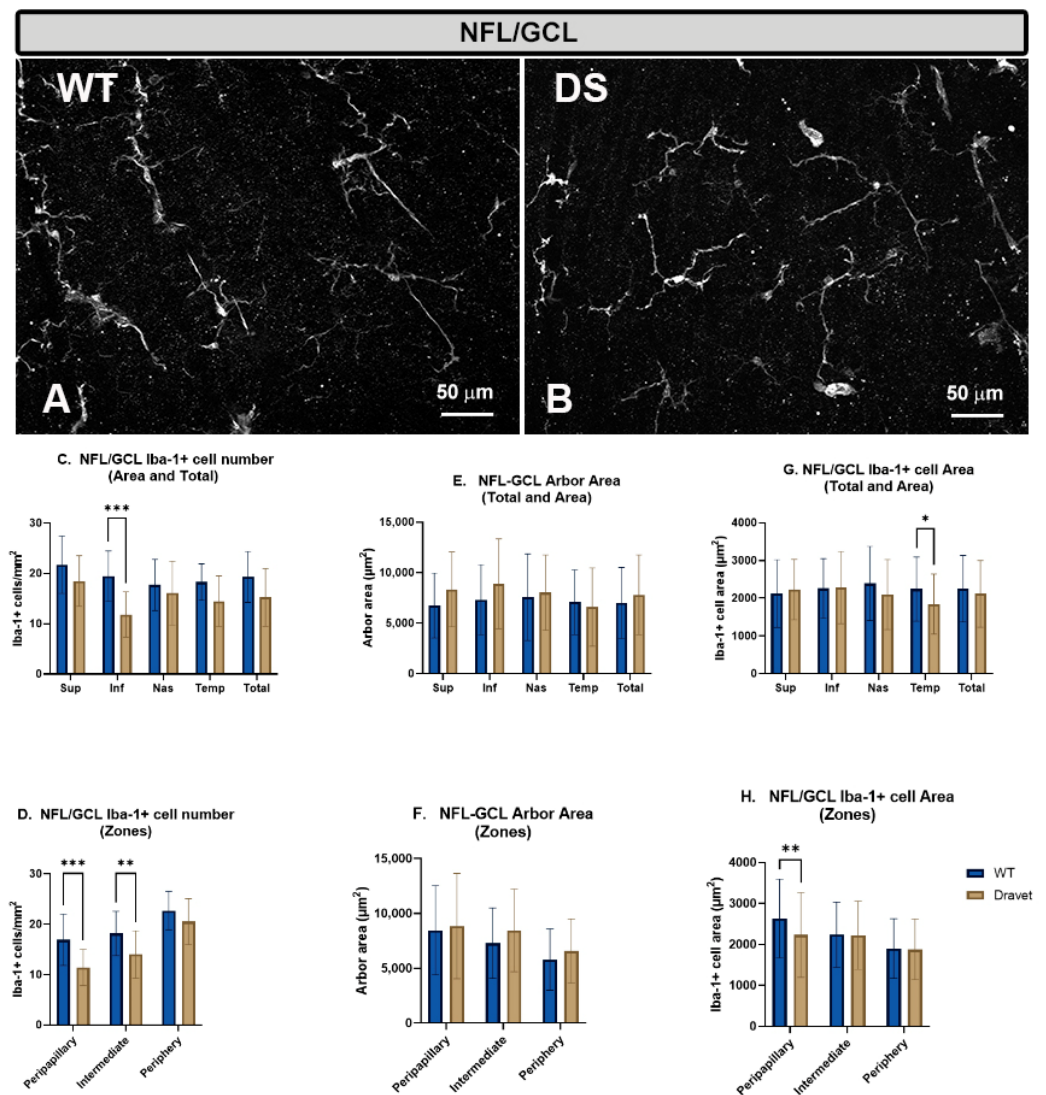 NFL/GCL
WT
A
50 μm
DS
B
50 μm
C. NFL/GCL Iba-1+ cell number
(Area and Total)
Iba-1+ cells/mm²
30
20
10
0
***
Sup Inf Nas Temp Total
E. NFL-GCL Arbor Area
(Total and Area)
Arbor area (µm²)
15,000
10,000
5,000
0
Sup Inf Nas Temp Total
G. NFL/GCL Iba-1+ cell Area
(Total and Area)
Iba-1+ cell area (µm²)
4000
3000
2000
1000
0
*
Sup Inf Nas Temp Total
D. NFL/GCL Iba-1+ cell number
(Zones)
Iba-1+ cells/mm²
30
20
10
0
*** **
Peripapillary Intermediate Periphery
F. NFL-GCL Arbor Area
(Zones)
Arbor area (µm²)
15,000
10,000
5,000
0
Peripapillary Intermediate Periphery
H. NFL/GCL Iba-1+ cell Area
(Zones)
Iba-1+ cell area (µm²)
4000
3000
2000
1000
0
**
Peripapillary Intermediate Periphery
WT
Dravet